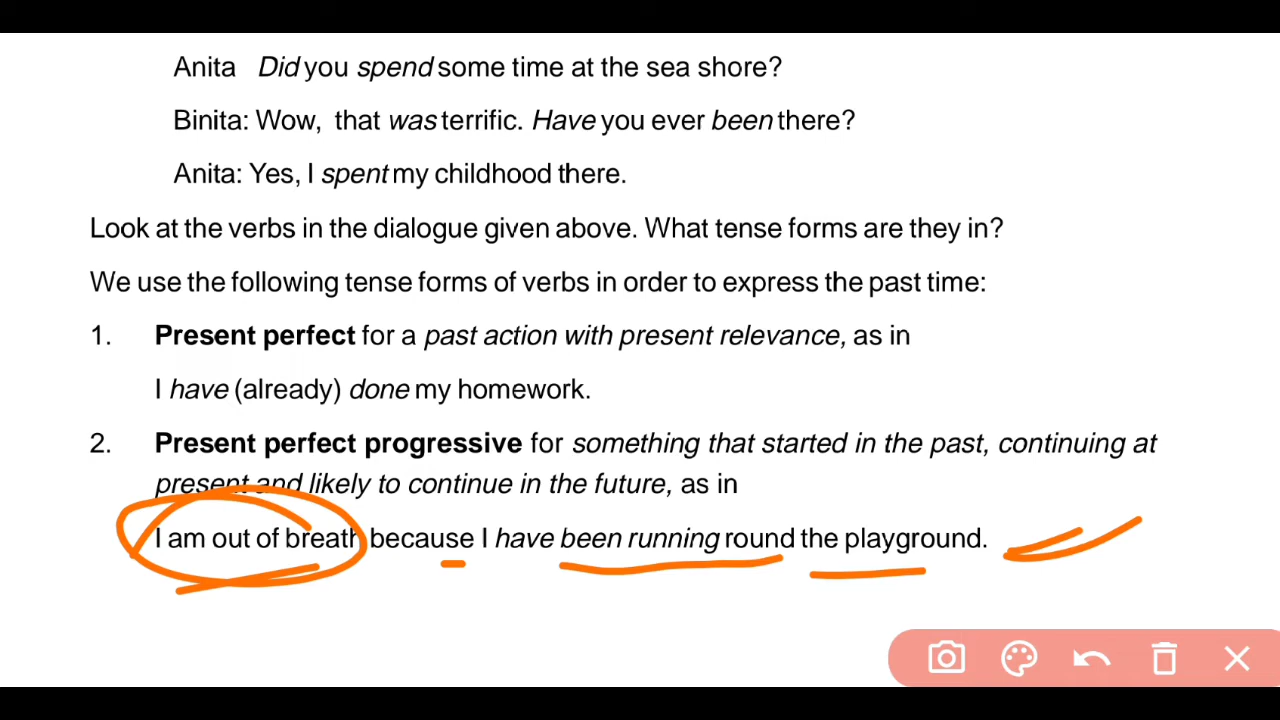 Anita Did you spend some time at the sea shore?
Binita: Wow, that was terrific. Have you ever been there?
Anita: Yes, I spent my childhood there.
Look at the verbs in the dialogue given above. What tense forms are they in?
We use the following tense forms of verbs in order to express the past time:
1. Present perfect for a past action with present relevance, as in
I have (already) done my homework.
2. Present perfect progressive for something that started in the past, continuing at
present and likely to continue in the future, as in
I am out of breath because I have been running round the playground.